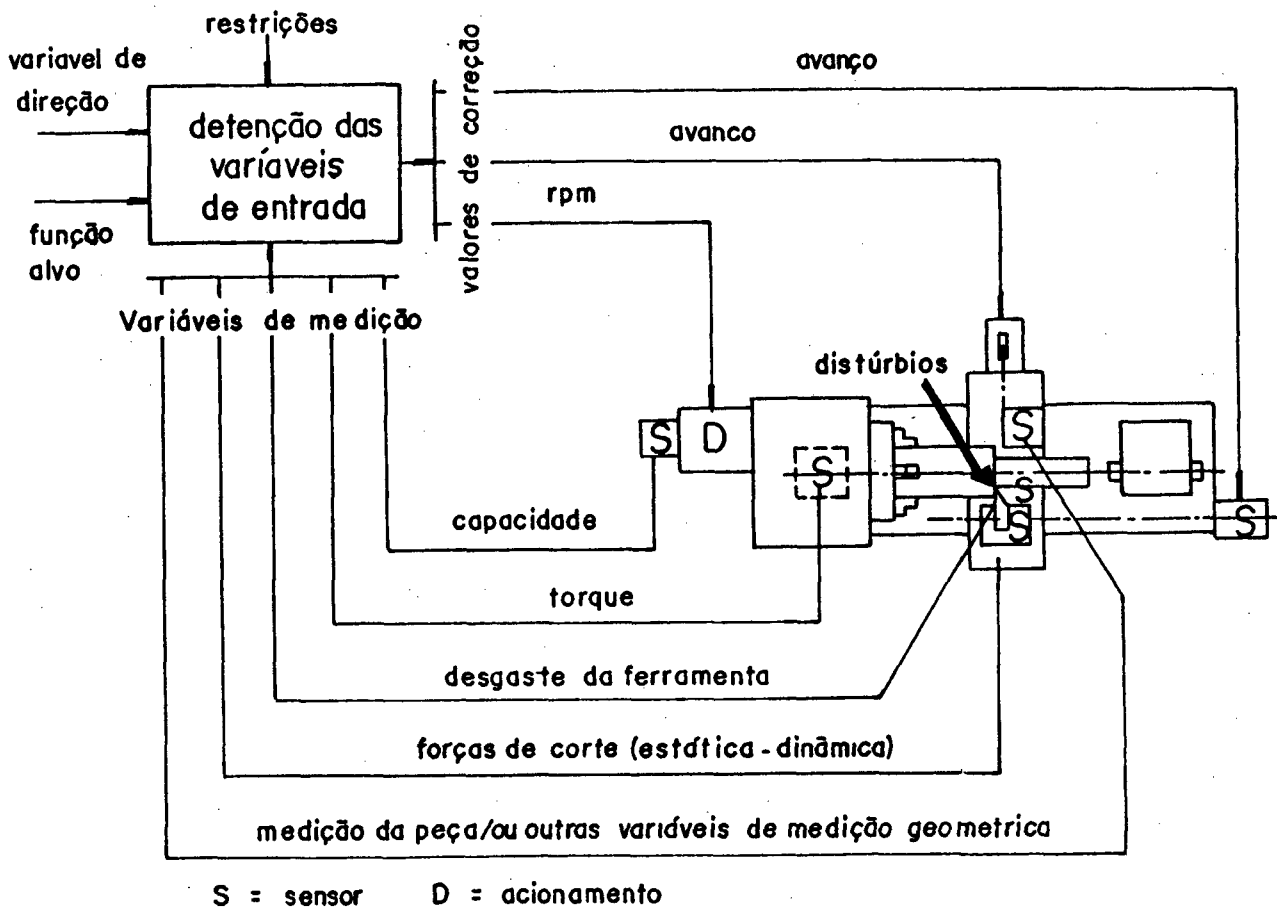 restrições
variavel de
direção
detenção das
varíaveis
de entrada
função
alvo
valores de correção
avanço
avanco
rpm
Variáveis de medição
distúrbios
S
D
S
S
S
S
S
capacidade
torque
desgaste da ferramenta
forças de corte (estática - dinâmica)
medição da peça/ou outras variáveis de medição geometrica
S = sensor D = acionamento